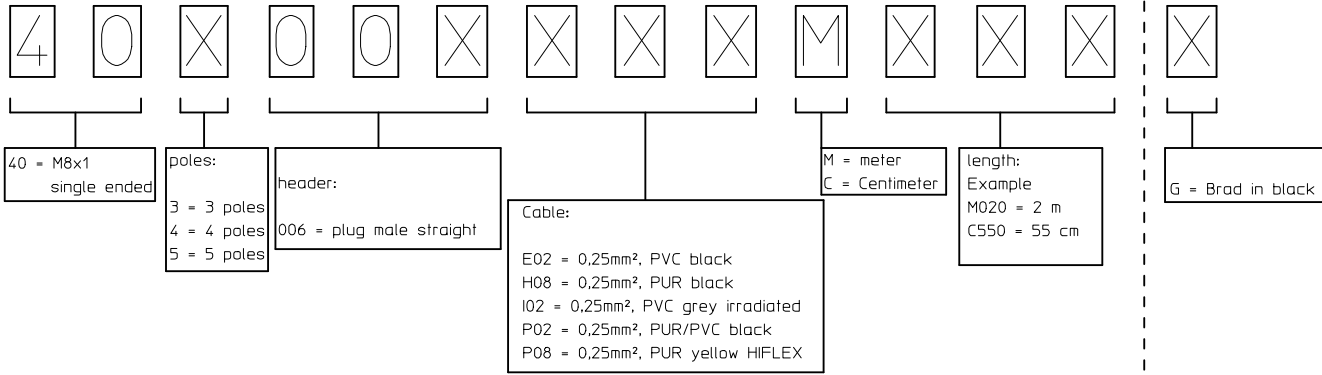 4 0 X 0 0 X X X X M X X X X
40 = M8x1
single ended
poles:
3 = 3 poles
4 = 4 poles
5 = 5 poles
header:
006 = plug male straight
Cable:
E02 = 0,25mm², PVC black
H08 = 0,25mm², PUR black
I02 = 0,25mm², PVC grey irradiated
P02 = 0,25mm², PUR/PVC black
P08 = 0,25mm², PUR yellow HIFLEX
M = meter
C = Centimeter
length:
Example
M020 = 2 m
C550 = 55 cm
G = Brad in black